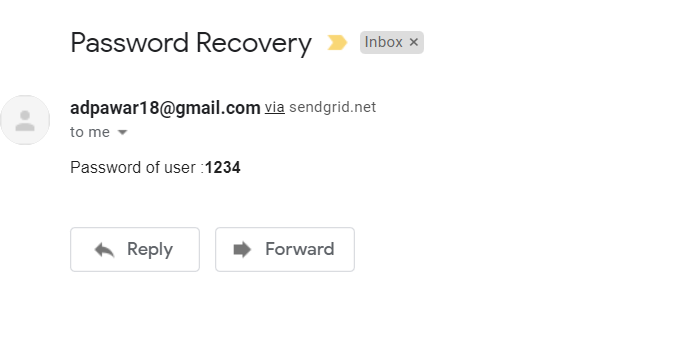 Password Recovery Inbox ×
adpawar18@gmail.com via sendgrid.net
to me
Password of user :1234
Reply Forward